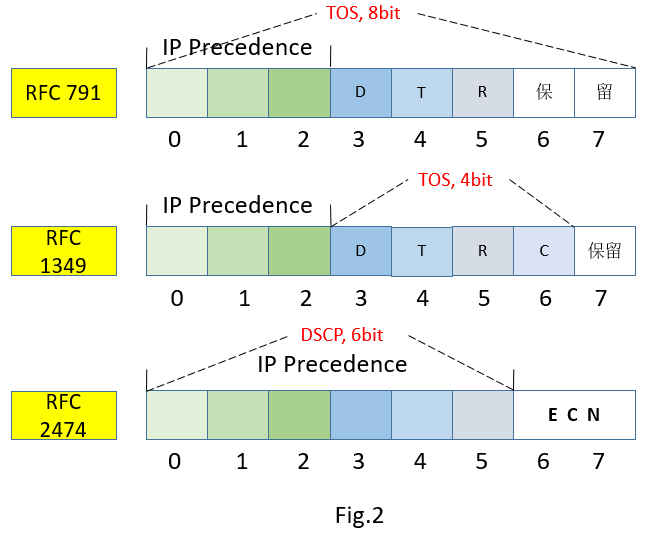 TOS, 8bit
IP Precedence
RFC 791
D T R 保 留
0 1 2 3 4 5 6 7
TOS, 4bit
IP Precedence
RFC
1349
D T R C 保留
0 1 2 3 4 5 6 7
DSCP, 6bit
IP Precedence
RFC
2474
E C N
0 1 2 3 4 5 6 7
Fig.2